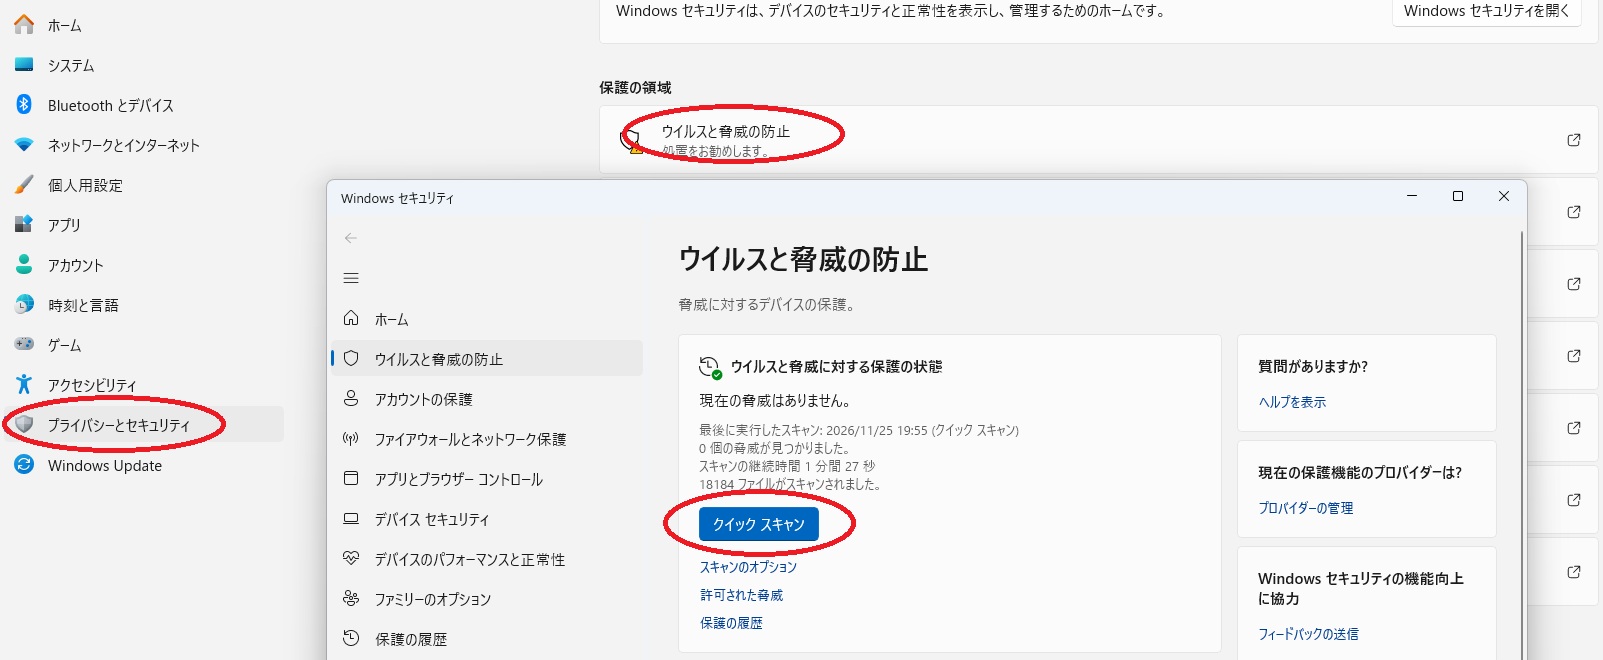 ホーム
システム
Bluetooth とデバイス
ネットワークとインターネット
個人用設定
アプリ
アカウント
時刻と言語
ゲーム
アクセシビリティ
プライバシーとセキュリティ
Windows Update
Windows セキュリティは、デバイスのセキュリティと正常性を表示し、管理するためのホームです。
Windows セキュリティを開く
保護の領域
ウイルスと脅威の防止
処置をお勧めします。
Windows セキュリティ
ホーム
ウイルスと脅威の防止
アカウントの保護
ファイアウォールとネットワーク保護
アプリとブラウザー コントロール
デバイス セキュリティ
デバイスのパフォーマンスと正常性
ファミリーのオプション
保護の履歴
ウイルスと脅威の防止
脅威に対するデバイスの保護。
ウイルスと脅威に対する保護の状態
現在の脅威はありません。
最後に実行したスキャン: 2026/11/25 19:55 (クイック スキャン)
0 個の脅威が見つかりました。
スキャンの継続時間 1 分間 27 秒
18184 ファイルがスキャンされました。
クイック スキャン
スキャンのオプション
許可された脅威
保護の履歴
質問がありますか?
ヘルプを表示
現在の保護機能のプロバイダーは?
プロバイダーの管理
Windows セキュリティの機能向上
に協力
フィードバックの送信